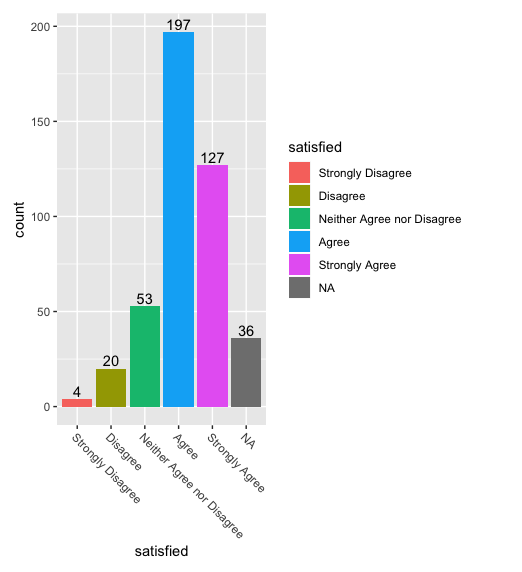 200
150
100
50
0
count
4
20
53
197
127
36
Strongly Disagree
Disagree
Neither Agree nor Disagree
Agree
Strongly Agree
NA
satisfied
satisfied
Strongly Disagree
Disagree
Neither Agree nor Disagree
Agree
Strongly Agree
NA